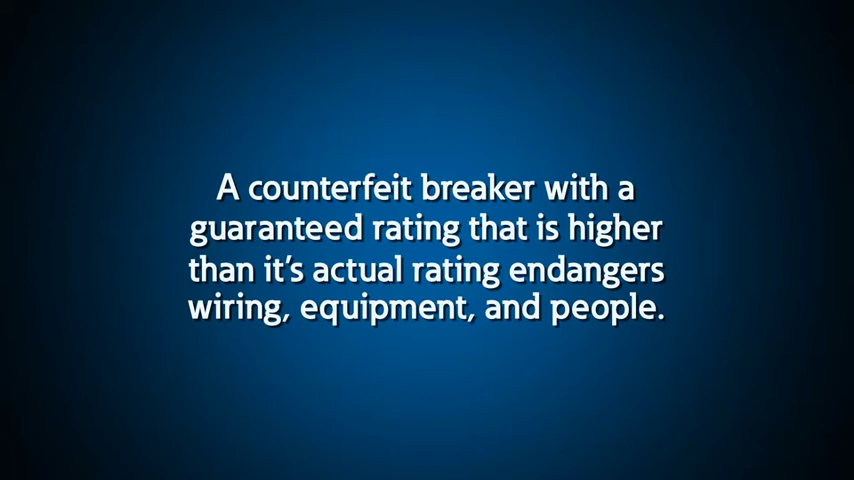 A counterfeit breaker with a
guaranteed rating that is higher
than it's actual rating endangers
wiring, equipment, and people.